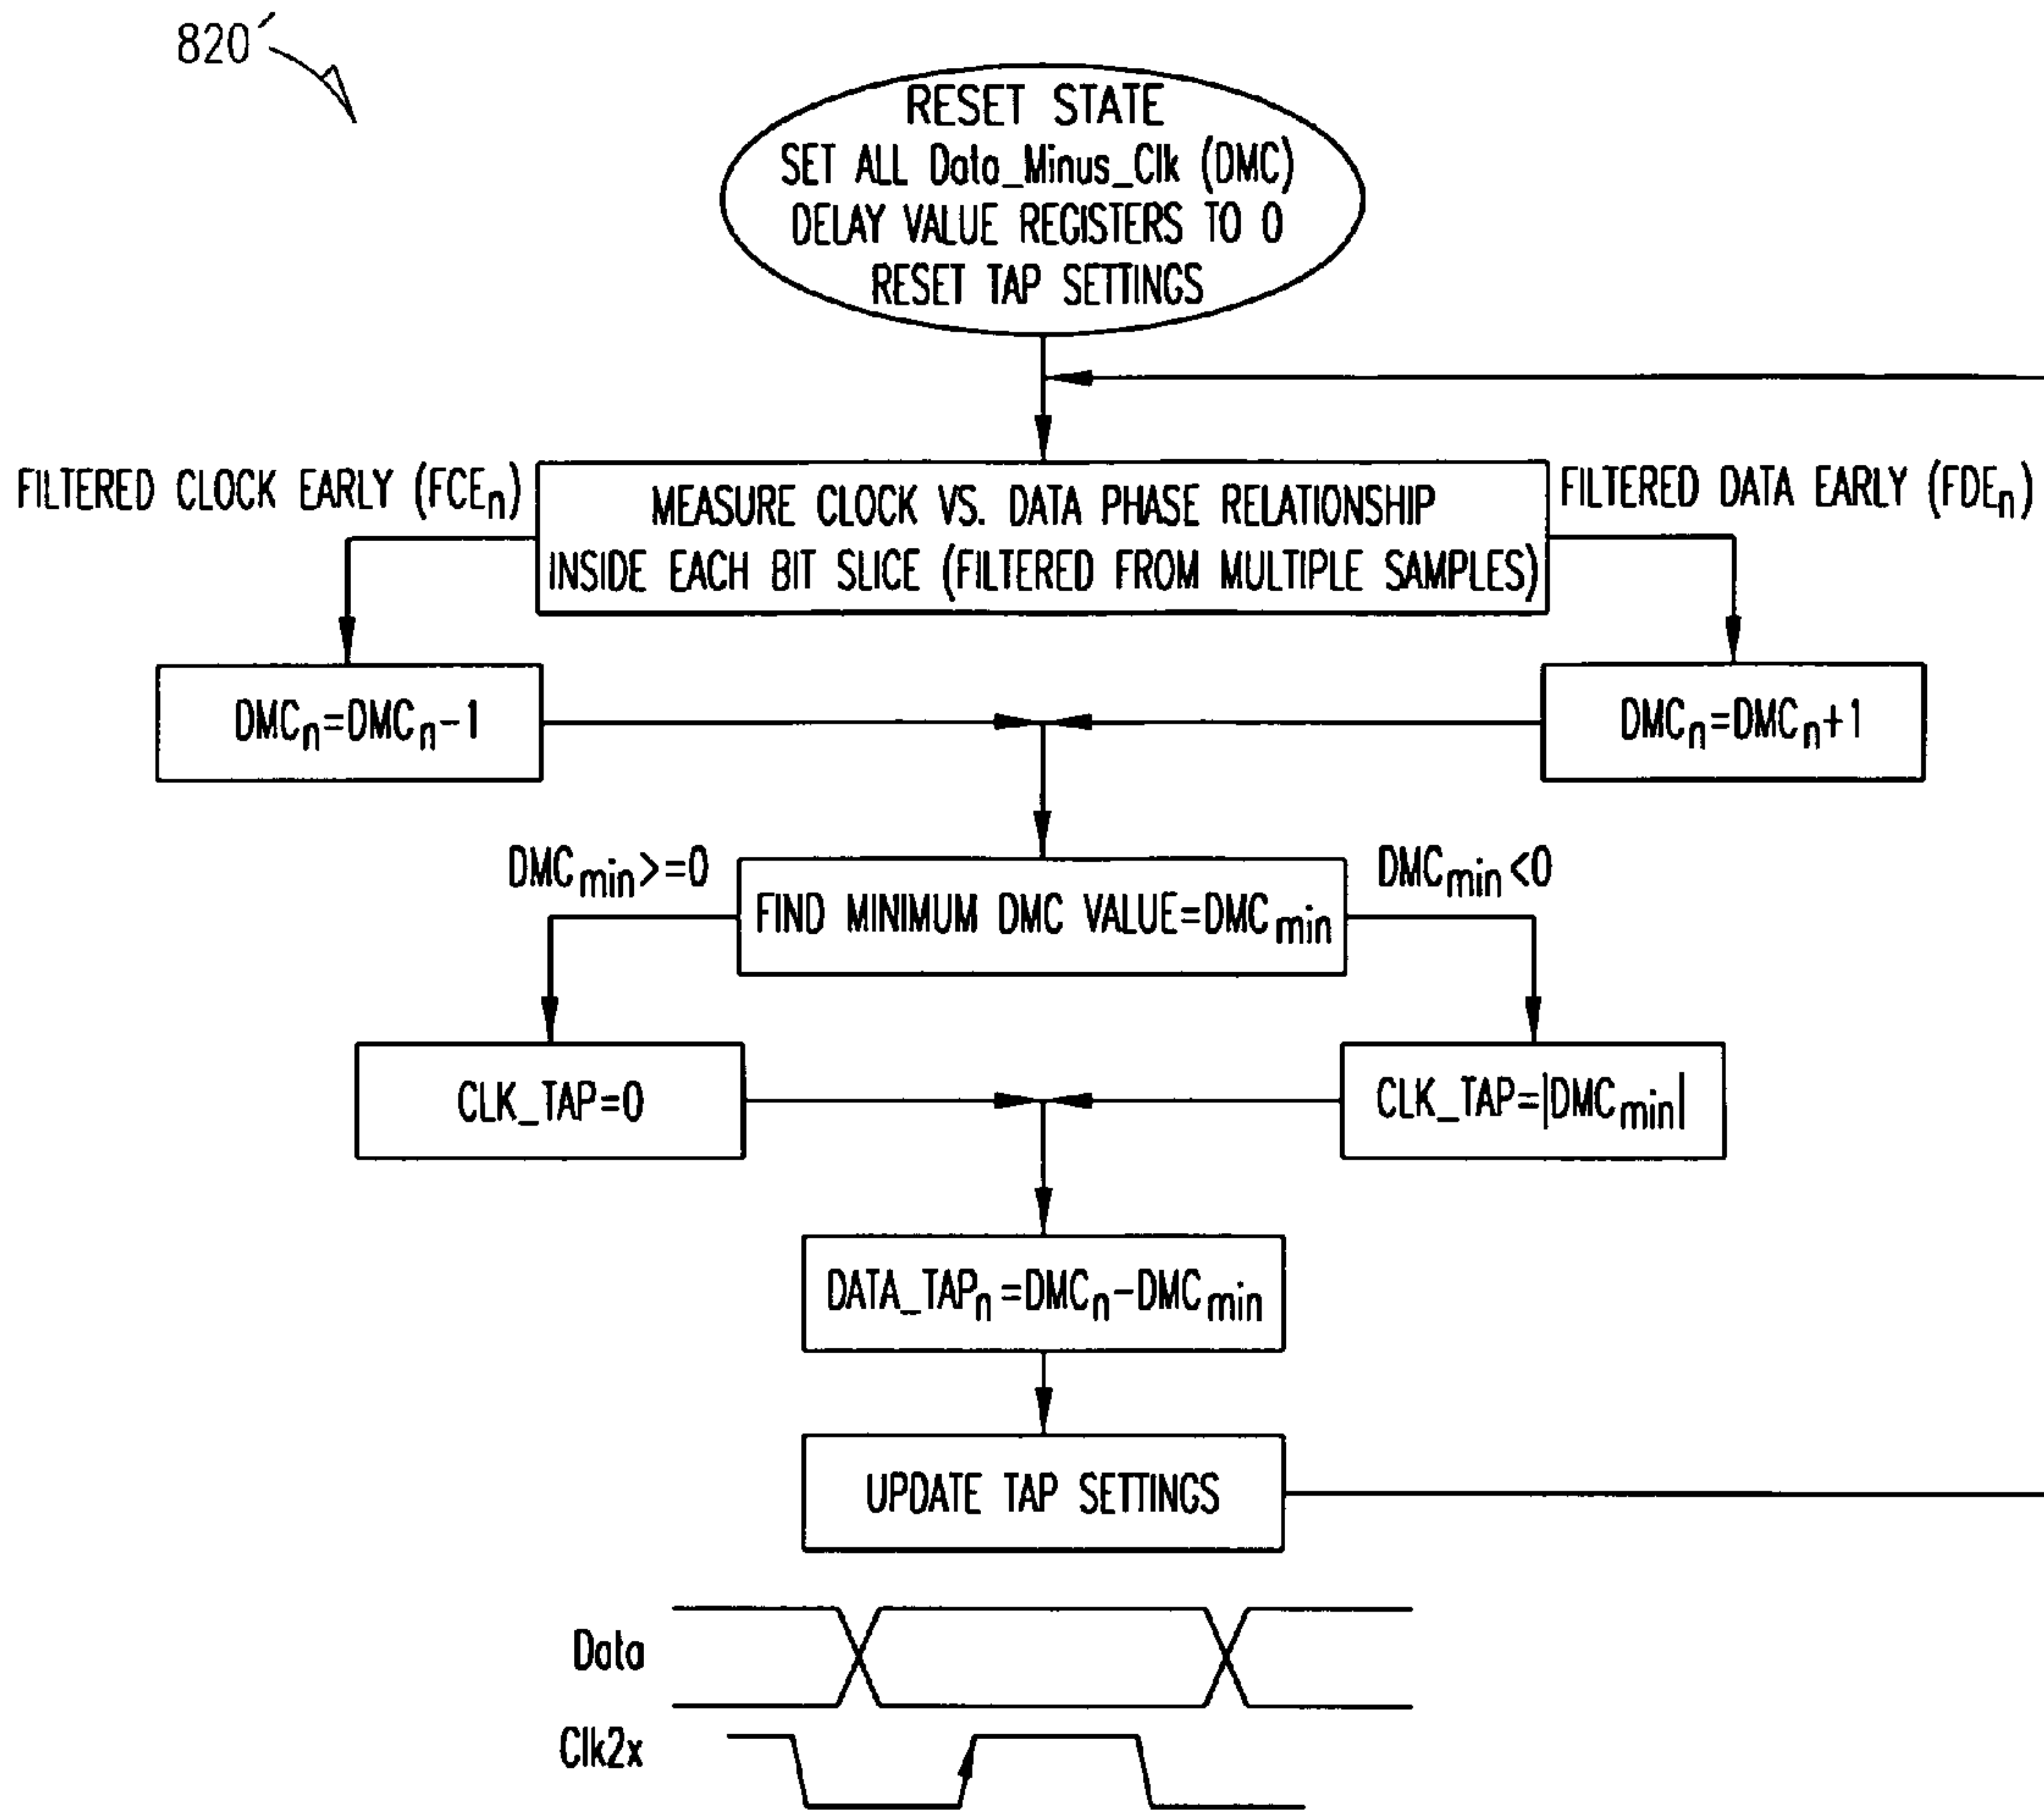 820´
RESET STATE
SET ALL Data_Minus_Clk (DMC)
DELAY VALUE REGISTERS TO 0
RESET TAP SETTINGS
FILTERED CLOCK EARLY (FCEn)
MEASURE CLOCK VS. DATA PHASE RELATIONSHIP
INSIDE EACH BIT SLICE (FILTERED FROM MULTIPLE SAMPLES)
FILTERED DATA EARLY (FDEn)
DMCn=DMCn-1
DMCn=DMCn+1
DMCmin>=0
FIND MINIMUM DMC VALUE=DMCmin
DMCmin<0
CLK_TAP=0
CLK_TAP=|DMCmin|
DATA_TAPn=DMCn-DMCmin
UPDATE TAP SETTINGS
Data
Clk2x